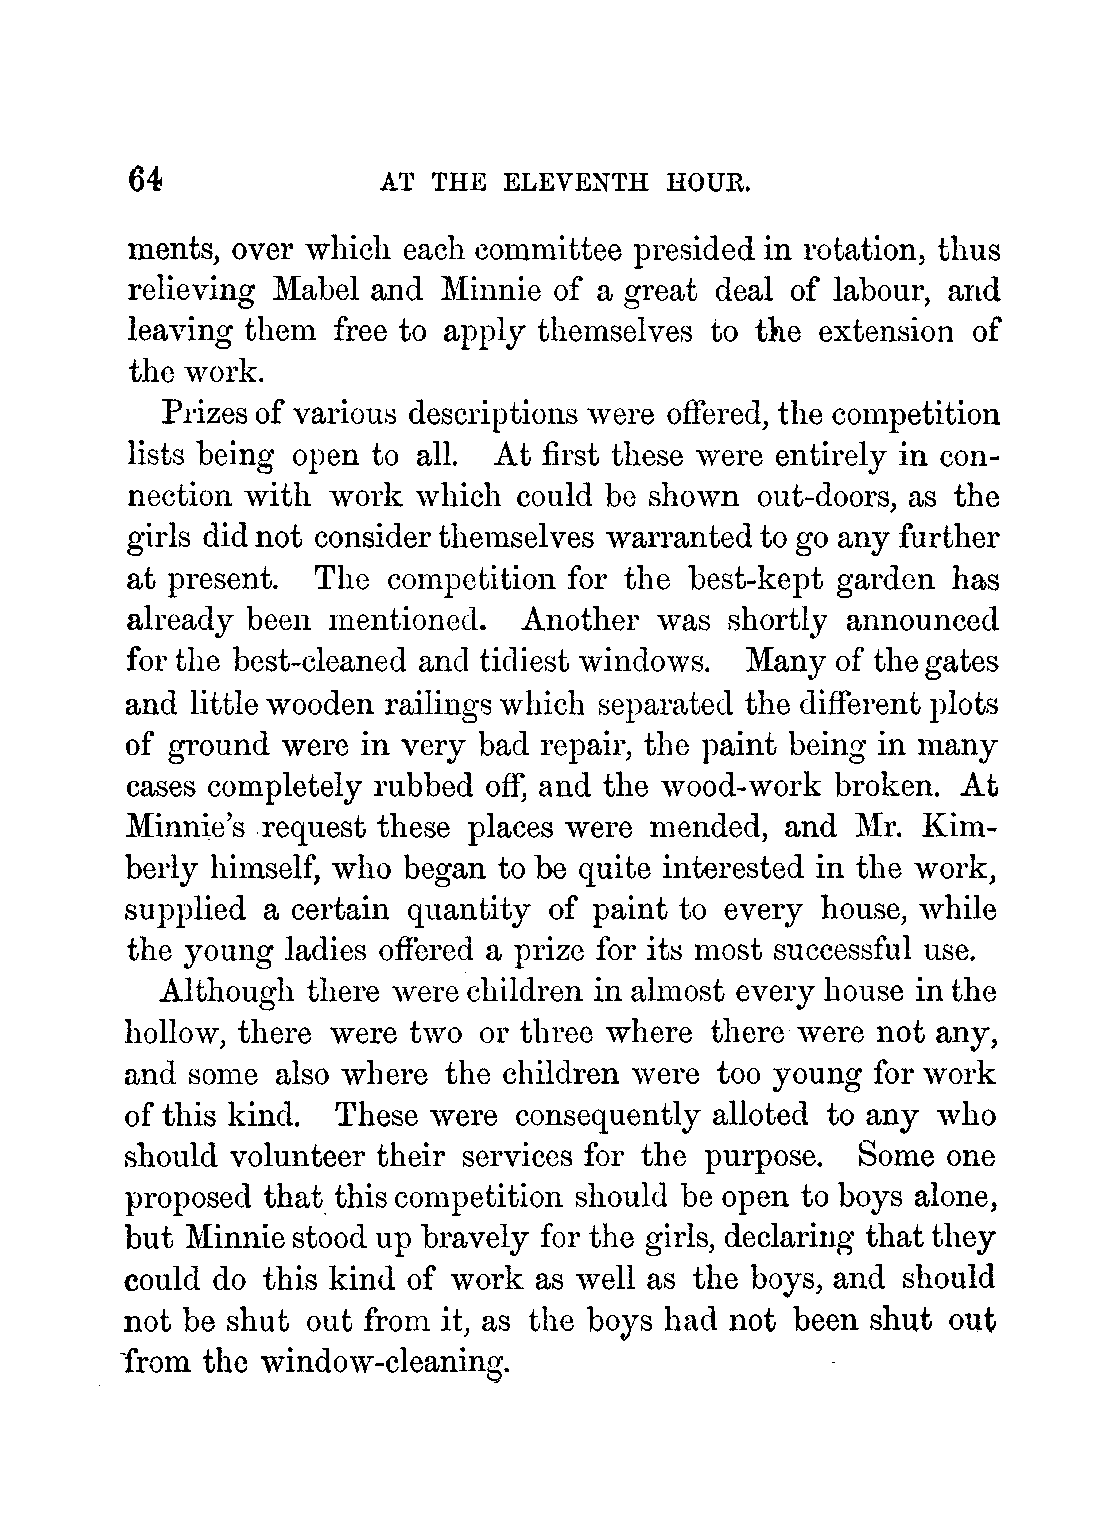 64 AT THE ELEVENTH HOUR.
ments, over which each committee presided in rotation, thus
relieving Mabel and Minnie of a great deal of labour, and
leaving them free to apply themselves to the extension of
the work.
Prizes of various descriptions were offered, the competition
lists being open to all. At first these were entirely in con-
nection with work which could be shown out-doors, as the
girls did not consider themselves warranted to go any further
at present. The competition for the best-kept garden has
already been mentioned. Another was shortly announced
for the best-cleaned and tidiest windows. Many of the gates
and little wooden railings which separated the different plots
of ground were in very bad repair, the paint being in many
cases completely rubbed off, and the wood-work broken. At
Minnie's request these places were mended, and Mr. Kim-
berly himself, who began to be quite interested in the work,
supplied a certain quantity of paint to every house, while
the young ladies offered a prize for its most successful use.
Although there were children in almost every house in the
hollow, there were two or three where there were not any,
and some also where the children were too young for work
of this kind. These were consequently alloted to any who
should volunteer their services for the purpose. Some one
proposed that this competition should be open to boys alone,
but Minnie stood up bravely for the girls, declaring that they
could do this kind of work as well as the boys, and should
not be shut out from it, as the boys had not been shut out
from the window-cleaning.